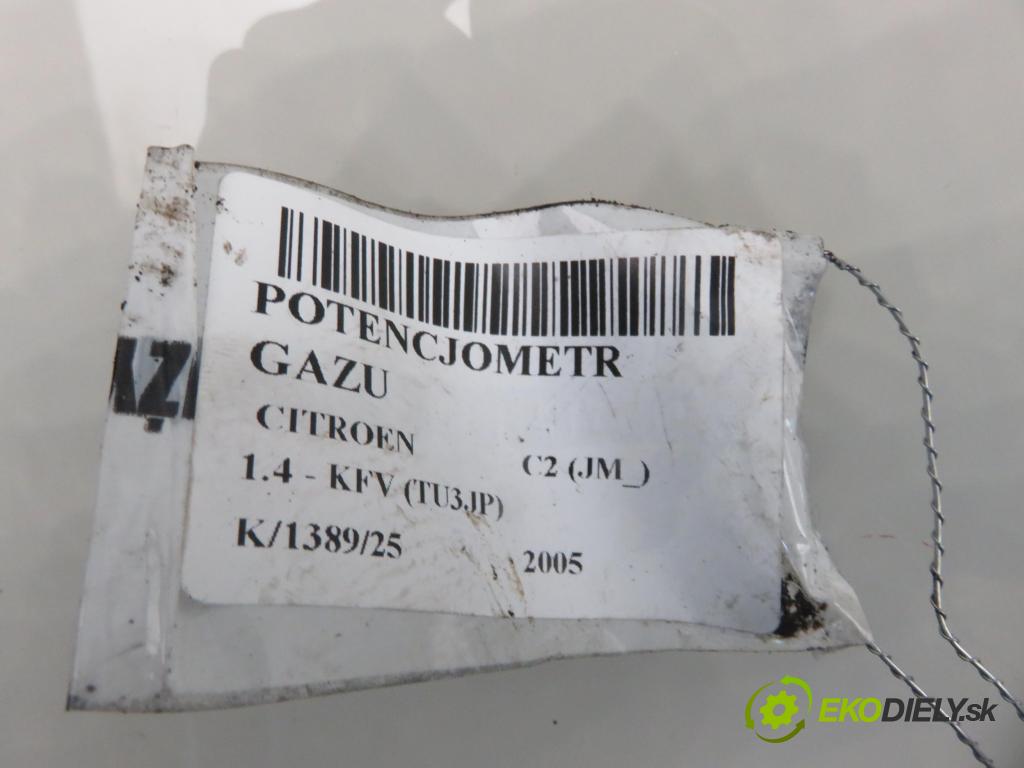 POTENCJOMETR
GAZU
CITROEN
C2 (JM_)
1.4 - KFV (TU3JP)
K/1389/25
2005
EKODIELY.sk